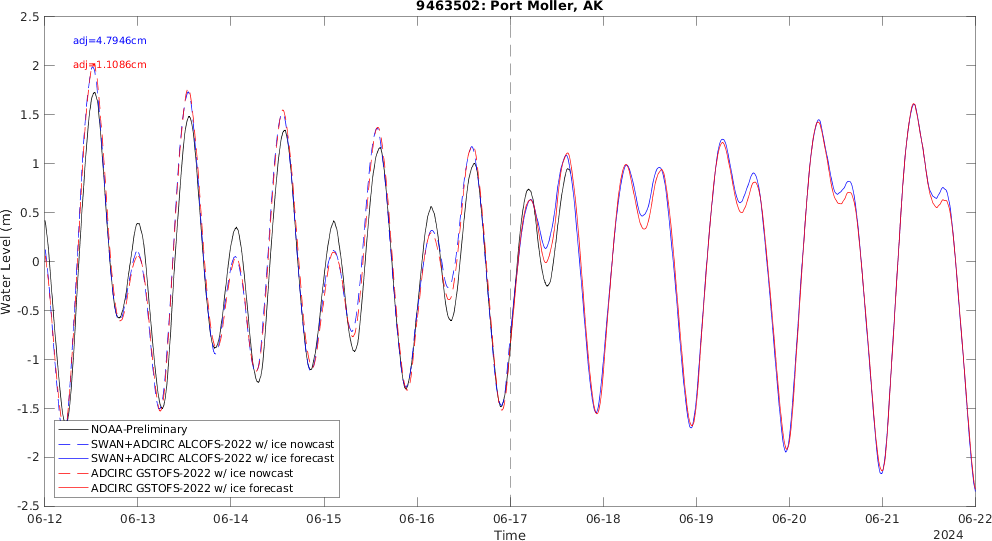 9463502: Port Moller, AK
adj=4.7946cm
adj=1.1086cm
Water Level (m)
2.5
2
1.5
1
0.5
0
-0.5
-1
-1.5
-2
-2.5
NOAA-Preliminary
SWAN+ADCIRC ALCOFS-2022 w/ ice nowcast
SWAN+ADCIRC ALCOFS-2022 w/ ice forecast
ADCIRC GSTOFS-2022 w/ ice nowcast
ADCIRC GSTOFS-2022 w/ ice forecast
06-12 06-13 06-14 06-15 06-16 06-17 06-18 06-19 06-20 06-21 06-22
Time
2024